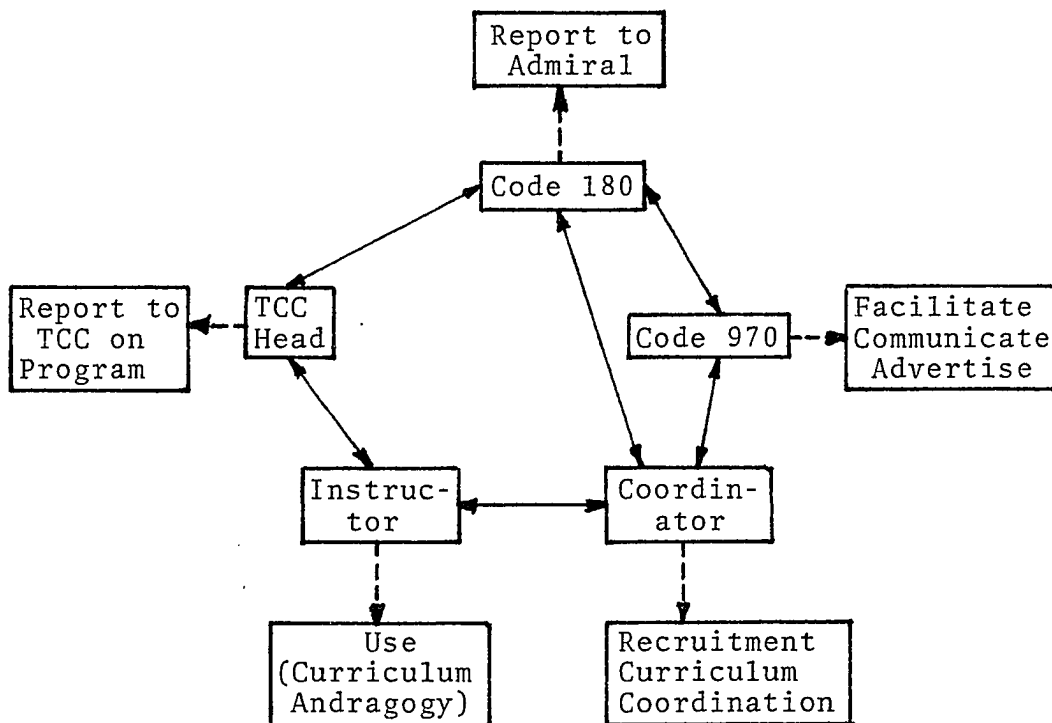 Report to
Admiral
Code 180
Report to
TCC on
Program
TCC
Head
Code 970
Facilitate
Communicate
Advertise
Instruc-
tor
Coordin-
ator
Use
(Curriculum
Andragogy)
Recruitment
Curriculum
Coordination